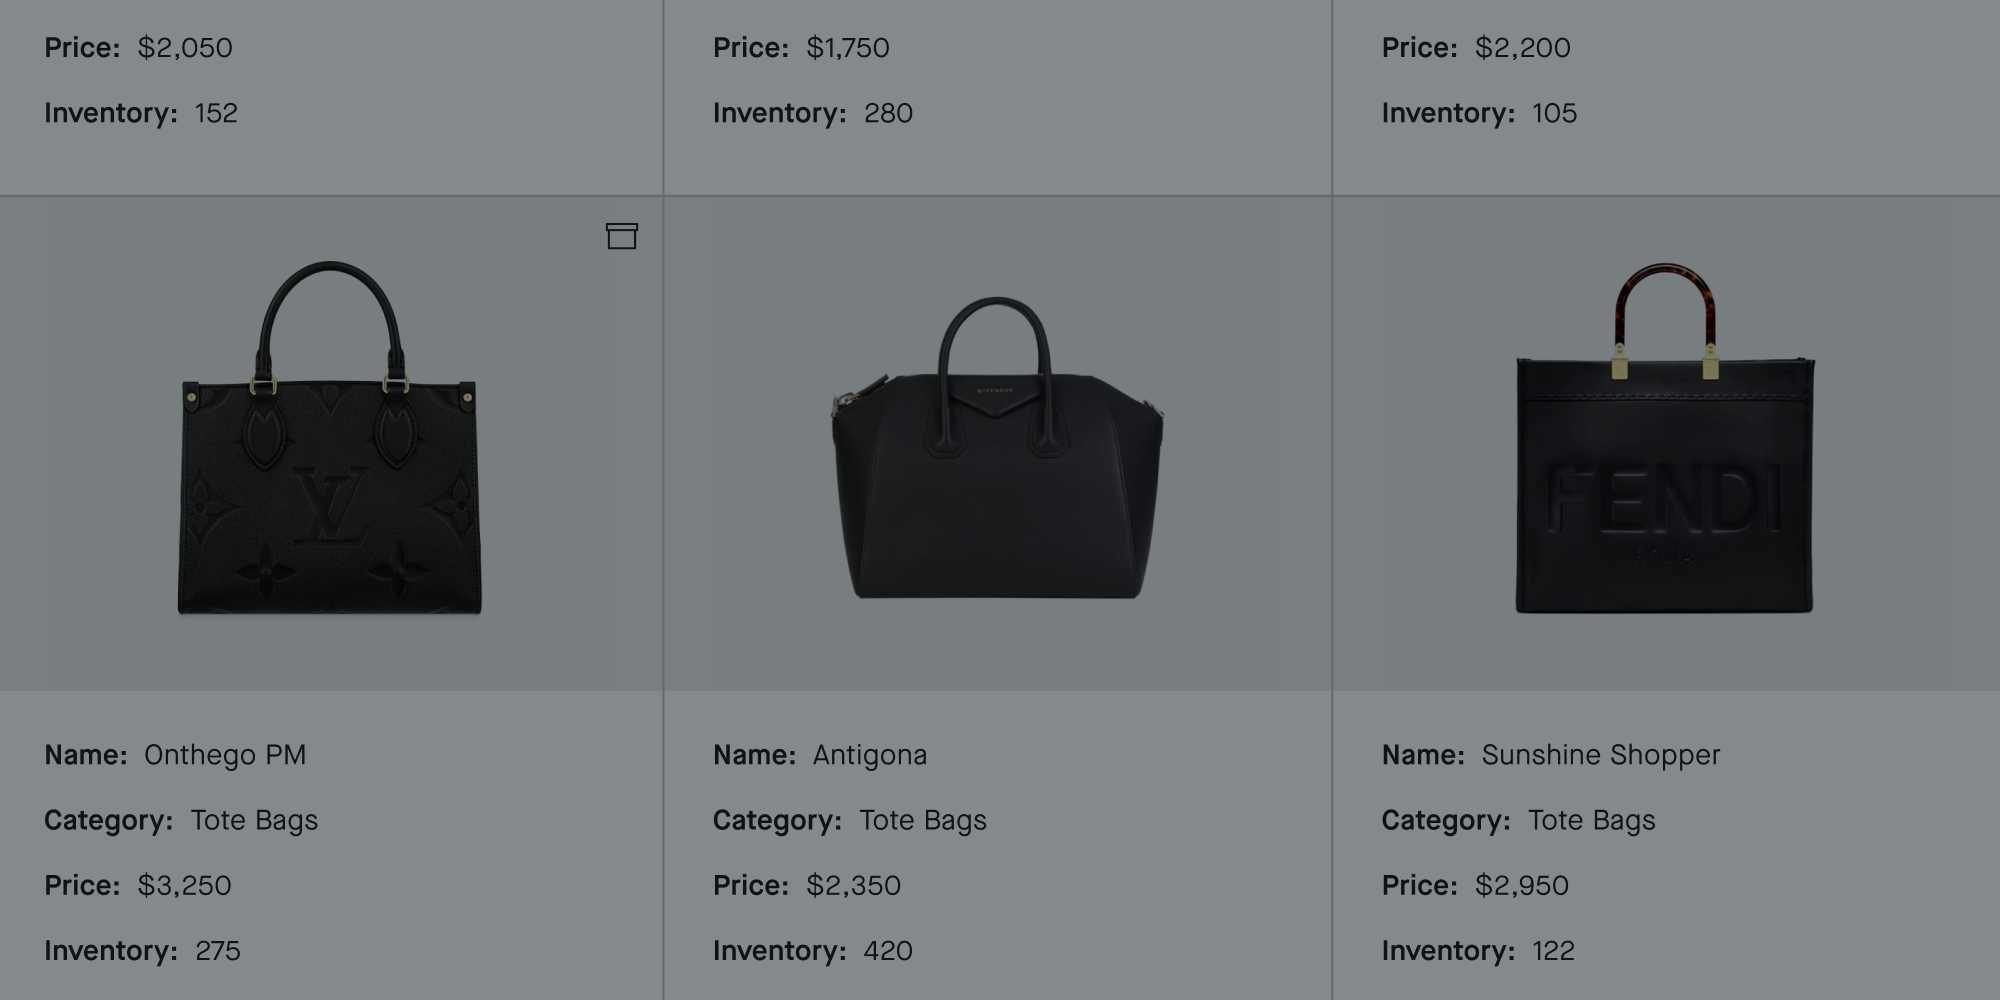 Price: $2,050
Inventory: 152
Price: $1,750
Inventory: 280
Price: $2,200
Inventory: 105
LV
GIVENCHY
FENDI
ROMA
Name: Onthego PM
Category: Tote Bags
Price: $3,250
Inventory: 275
Name: Antigona
Category: Tote Bags
Price: $2,350
Inventory: 420
Name: Sunshine Shopper
Category: Tote Bags
Price: $2,950
Inventory: 122